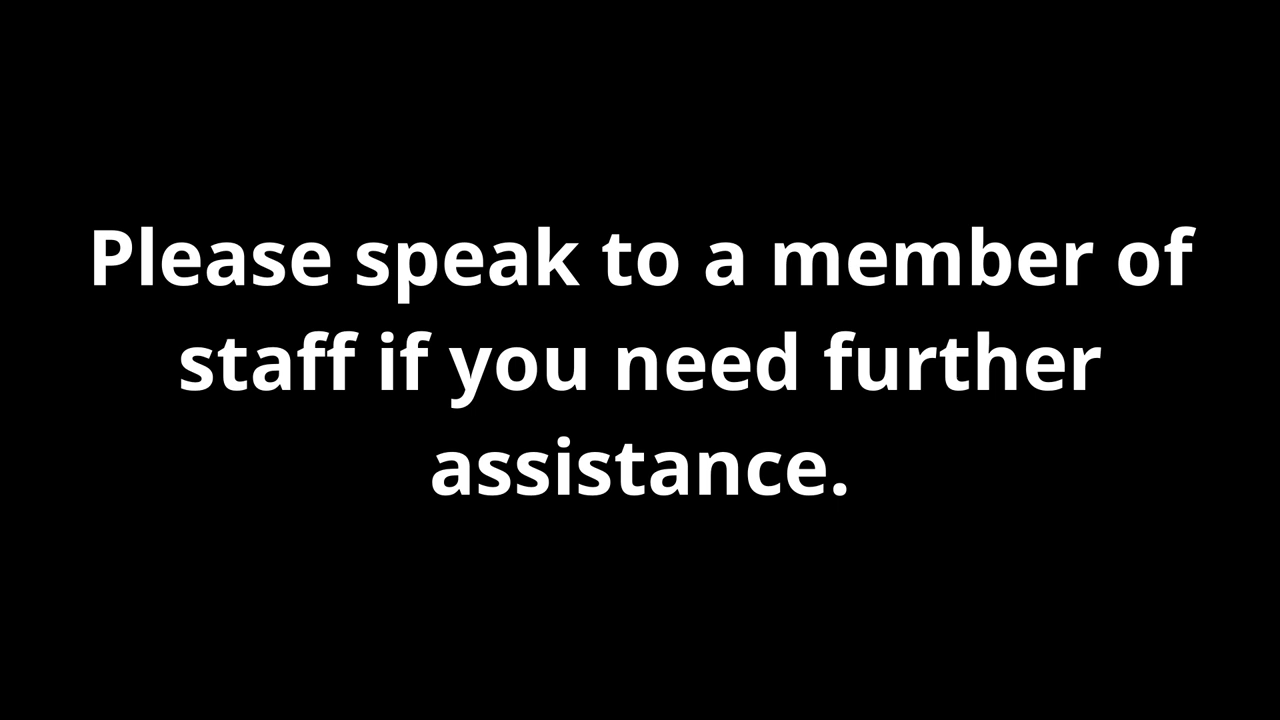 Please speak to a member of
staff if you need further
assistance.